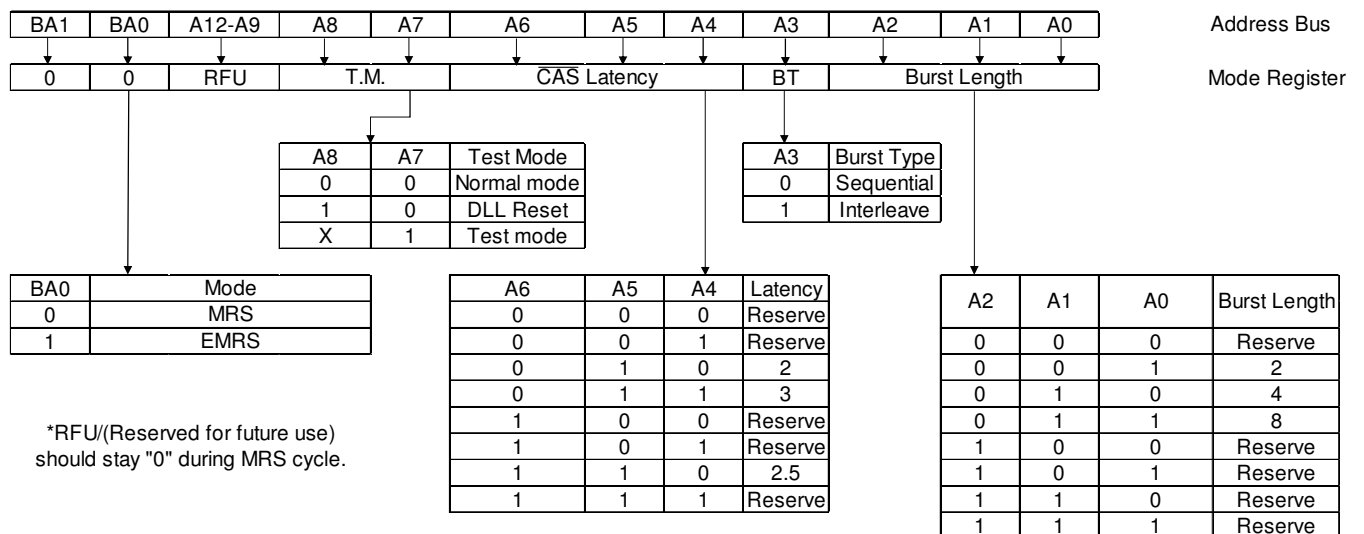 BA1 BA0 A12-A9 A8 A7 A6 A5 A4 A3 A2 A1 A0 Address Bus
0 0 RFU T.M. CAS Latency BT Burst Length Mode Register
A8 A7 Test Mode
0 0 Normal mode
1 0 DLL Reset
X 1 Test mode
A3 Burst Type
0 Sequential
1 Interleave
BA0 Mode
0 MRS
1 EMRS
*RFU/(Reserved for future use)
should stay "0" during MRS cycle.
A6 A5 A4 Latency
0 0 0 Reserve
0 0 1 Reserve
0 1 0 2
0 1 1 3
1 0 0 Reserve
1 0 1 Reserve
1 1 0 2.5
1 1 1 Reserve
A2 A1 A0 Burst Length
0 0 0 Reserve
0 0 1 2
0 1 0 4
0 1 1 8
1 0 0 Reserve
1 0 1 Reserve
1 1 0 Reserve
1 1 1 Reserve